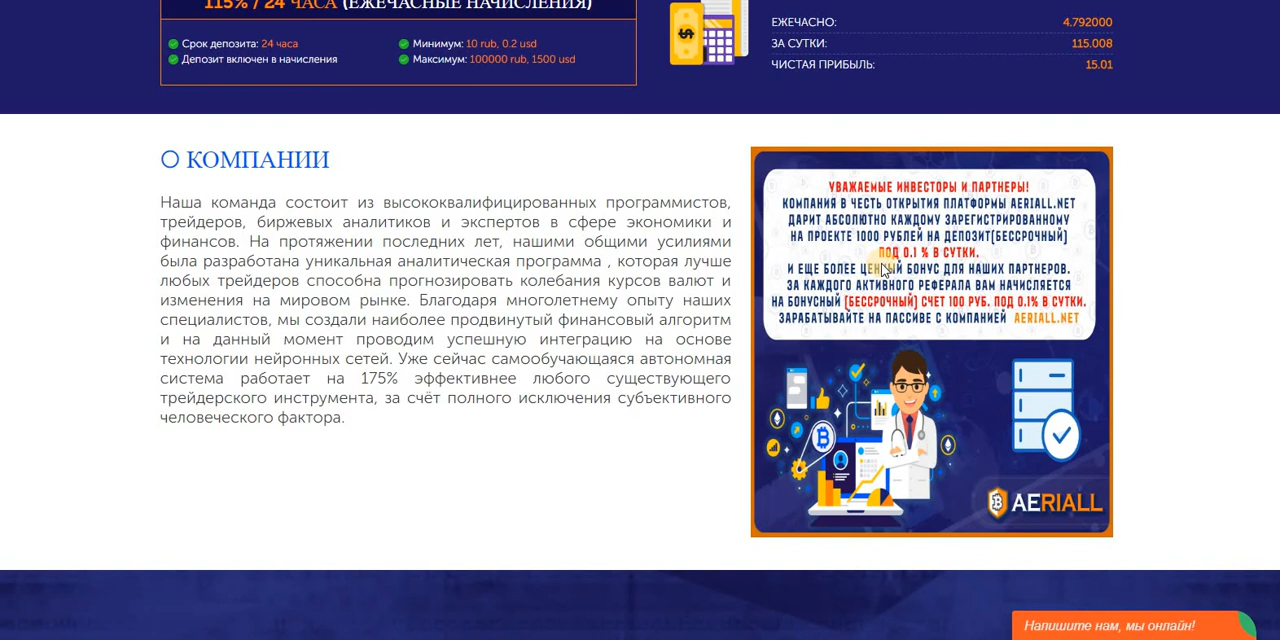 115% / 24 ЧАСА (ЕЖЕЧАСНЫЕ НАЧИСЛЕНИЯ)
Срок депозита: 24 часа
Минимум: 10 rub, 0.2 usd
Депозит включен в начисления
Максимум: 100000 rub, 1500 usd
ЕЖЕЧАСНО: 4.792000
ЗА СУТКИ: 115.008
ЧИСТАЯ ПРИБЫЛЬ: 15.01
О КОМПАНИИ
Наша команда состоит из высококвалифицированных программистов,
трейдеров, биржевых аналитиков и экспертов в сфере экономики и
финансов. На протяжении последних лет, нашими общими усилиями
была разработана уникальная аналитическая программа , которая лучше
любых трейдеров способна прогнозировать колебания курсов валют и
изменения на мировом рынке. Благодаря многолетнему опыту наших
специалистов, мы создали наиболее продвинутый финансовый алгоритм
и на данный момент проводим успешную интеграцию на основе
технологии нейронных сетей. Уже сейчас самообучающаяся автономная
система работает на 175% эффективнее любого существующего
трейдерского инструмента, за счёт полного исключения субъективного
человеческого фактора.
УВАЖАЕМЫЕ ИНВЕСТОРЫ И ПАРТНЕРЫ!
КОМПАНИЯ В ЧЕСТЬ ОТКРЫТИЯ ПЛАТФОРМЫ AERIALL.NET
ДАРИТ АБСОЛЮТНО КАЖДОМУ ЗАРЕГИСТРИРОВАННОМУ
НА ПРОЕКТЕ 1000 РУБЛЕЙ НА ДЕПОЗИТ(БЕССРОЧНЫЙ)
ПОД 0.1 % В СУТКИ.
И ЕЩЕ БОЛЕЕ ЦЕННЫЙ БОНУС ДЛЯ НАШИХ ПАРТНЕРОВ.
ЗА КАЖДОГО АКТИВНОГО РЕФЕРАЛА ВАМ НАЧИСЛЯЕТСЯ
НА БОНУСНЫЙ (БЕССРОЧНЫЙ) СЧЕТ 100 РУБ. ПОД 0.1% В СУТКИ.
ЗАРАБАТЫВАЙТЕ НА ПАССИВЕ С КОМПАНИЕЙ AERIALL.NET
AERIALL
Напишите нам, мы онлайн!